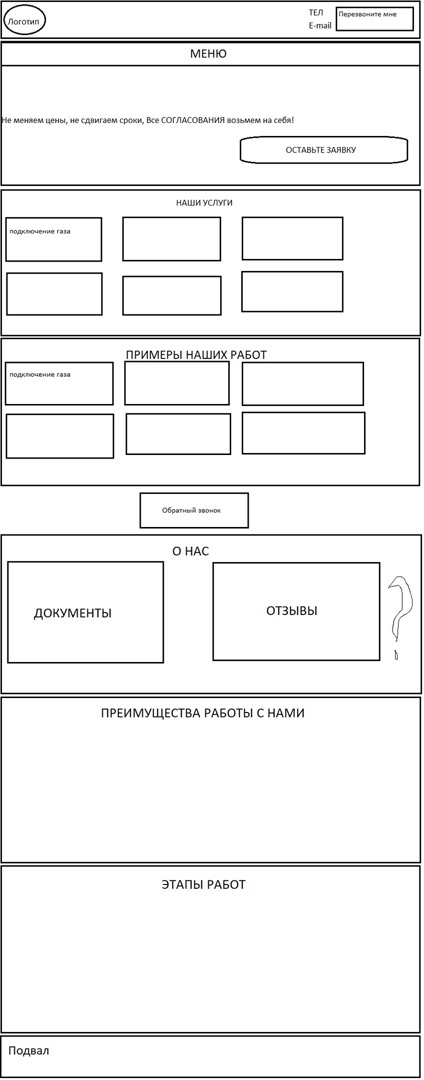 Логотип
ТЕЛ
E-mail
Перезвоните мне
МЕНЮ
Не меняем цены, не сдвигаем сроки, Все СОГЛАСОВАНИЯ возьмем на себя!
ОСТАВЬТЕ ЗАЯВКУ
НАШИ УСЛУГИ
подключение газа
ПРИМЕРЫ НАШИХ РАБОТ
подключение газа
Обратный звонок
О НАС
ДОКУМЕНТЫ
ОТЗЫВЫ
?
ПРЕИМУЩЕСТВА РАБОТЫ С НАМИ
ЭТАПЫ РАБОТ
Подвал